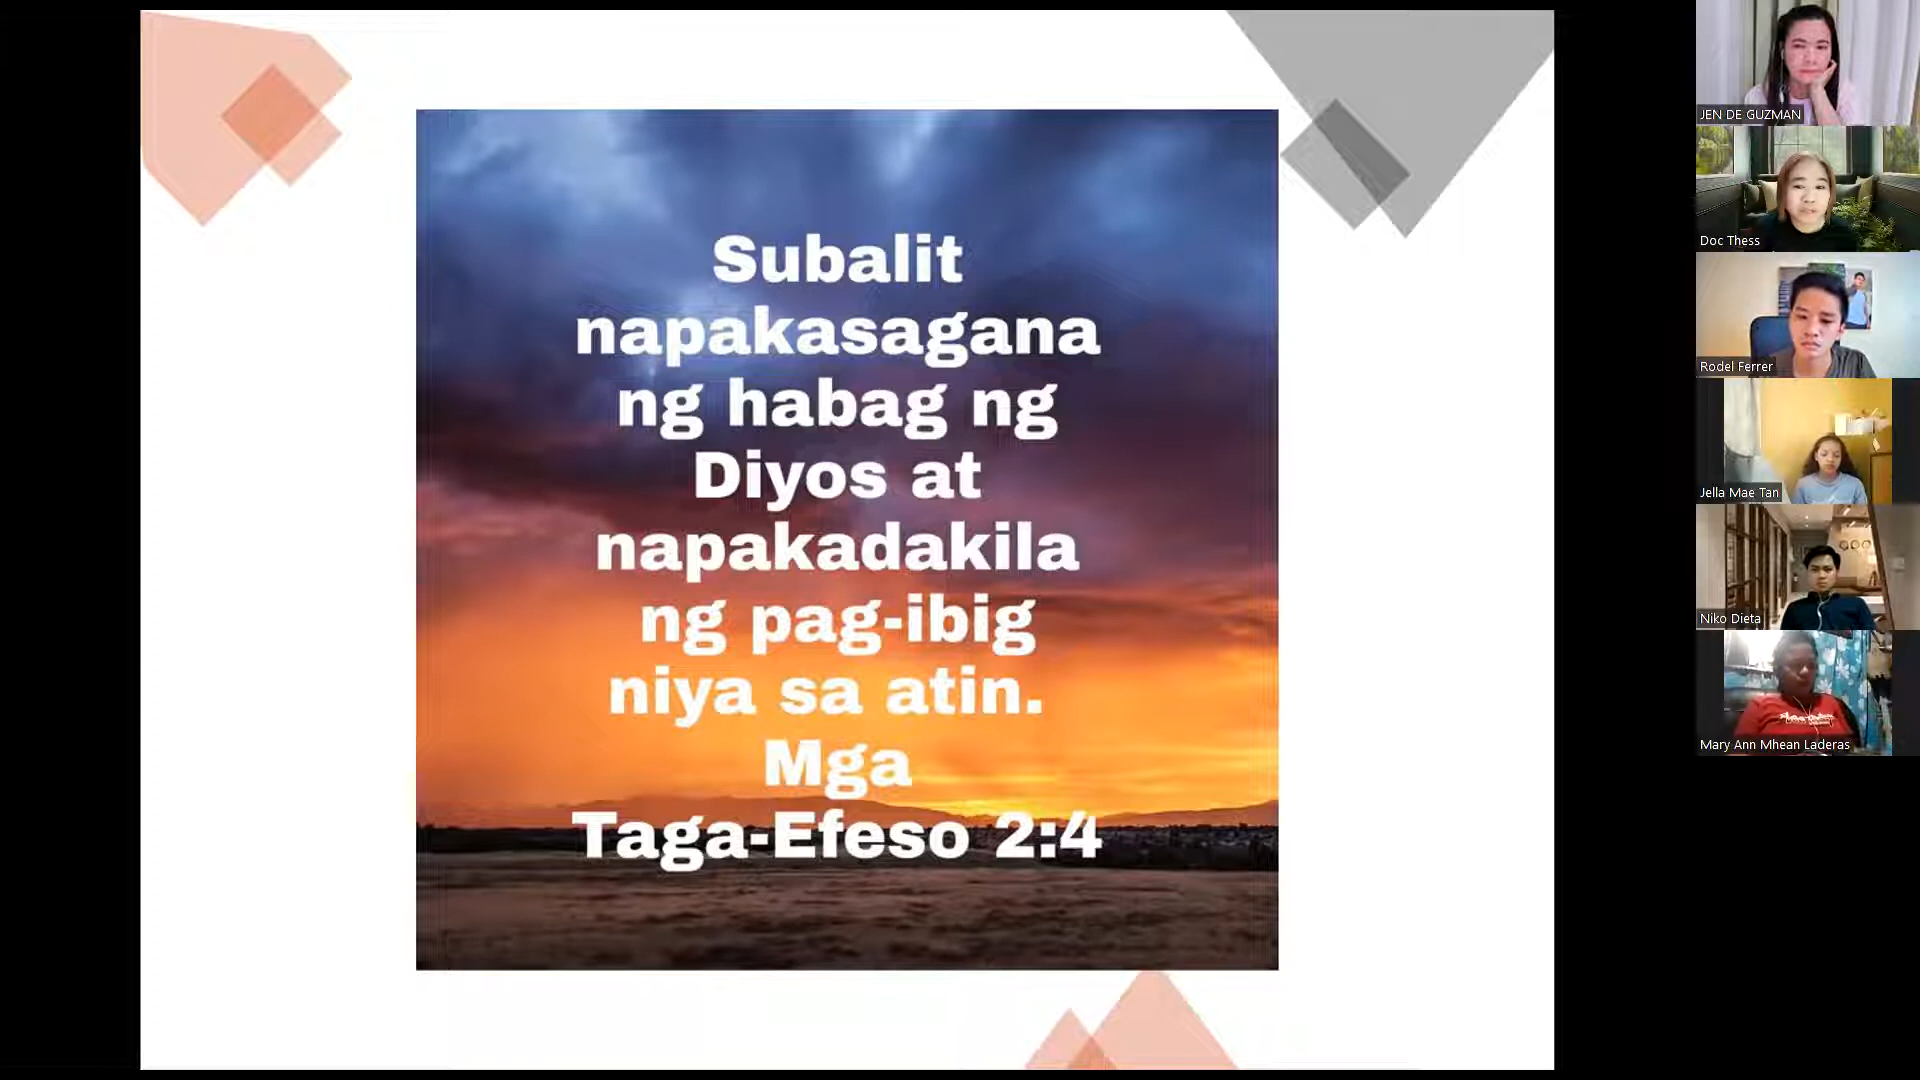 Subalit
napakasagana
ng habag ng
Diyos at
napakadakila
ng pag-ibig
niya sa atin.
Mga
Taga-Efeso 2:4
JEN DE GUZMAN
Doc Thess
Rodel Ferrer
Jella Mae Tan
Niko Dieta
Mary Ann Mhean Laderas